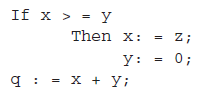 If x > = y
Then x: = z;
y: = 0;
q : = x + y;